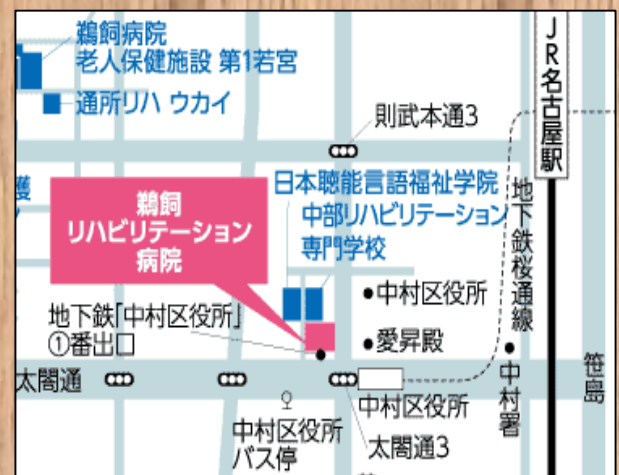 鵜飼病院
老人保健施設 第1若宮
通所リハ ウカイ
JR名古屋駅
則武本通3
護
日本聴能言語福祉学院
中部リハビリテーション
専門学校
鵜飼
リハビリテーション
病院
地下鉄桜通線
中村区役所
地下鉄「中村区役所」
①番出口
愛昇殿
太閤通
中村区役所
中村署
笹島
中村区役所
バス停
太閤通3